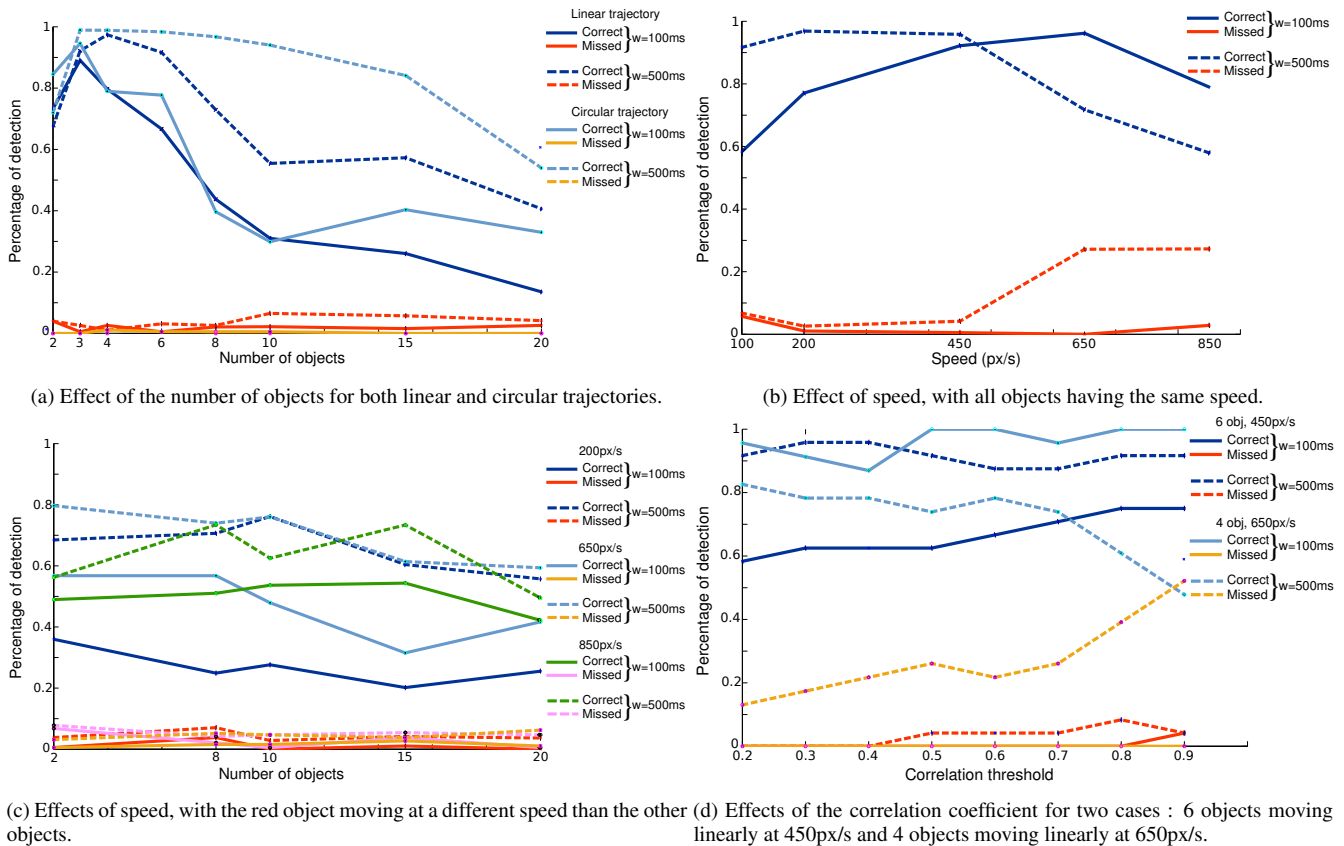 1
0.8
0.6
0.4
0.2
0
2 3 4 6 8 10 15 20
Percentage of detection
Number of objects
Linear trajectory
Correct
Missed
}w=100ms
Correct
Missed
}w=500ms
Circular trajectory
Correct
Missed
}w=100ms
Correct
Missed
}w=500ms
(a) Effect of the number of objects for both linear and circular trajectories.
1
0.8
0.6
0.4
0.2
0
100 200 450 650 850
Percentage of detection
Speed (px/s)
Correct
Missed
}w=100ms
Correct
Missed
}w=500ms
(b) Effect of speed, with all objects having the same speed.
1
0.8
0.6
0.4
0.2
0
2 8 10 15 20
Percentage of detection
Number of objects
200px/s
Correct
Missed
}w=100ms
Correct
Missed
}w=500ms
650px/s
Correct
Missed
}w=100ms
Correct
Missed
}w=500ms
850px/s
Correct
Missed
}w=100ms
Correct
Missed
}w=500ms
(c) Effects of speed, with the red object moving at a different speed than the other
objects.
1
0.8
0.6
0.4
0.2
0
0.2 0.3 0.4 0.5 0.6 0.7 0.8 0.9
Percentage of detection
Correlation threshold
6 obj, 450px/s
Correct
Missed
}w=100ms
Correct
Missed
}w=500ms
4 obj, 650px/s
Correct
Missed
}w=100ms
Correct
Missed
}w=500ms
(d) Effects of the correlation coefficient for two cases : 6 objects moving
linearly at 450px/s and 4 objects moving linearly at 650px/s.